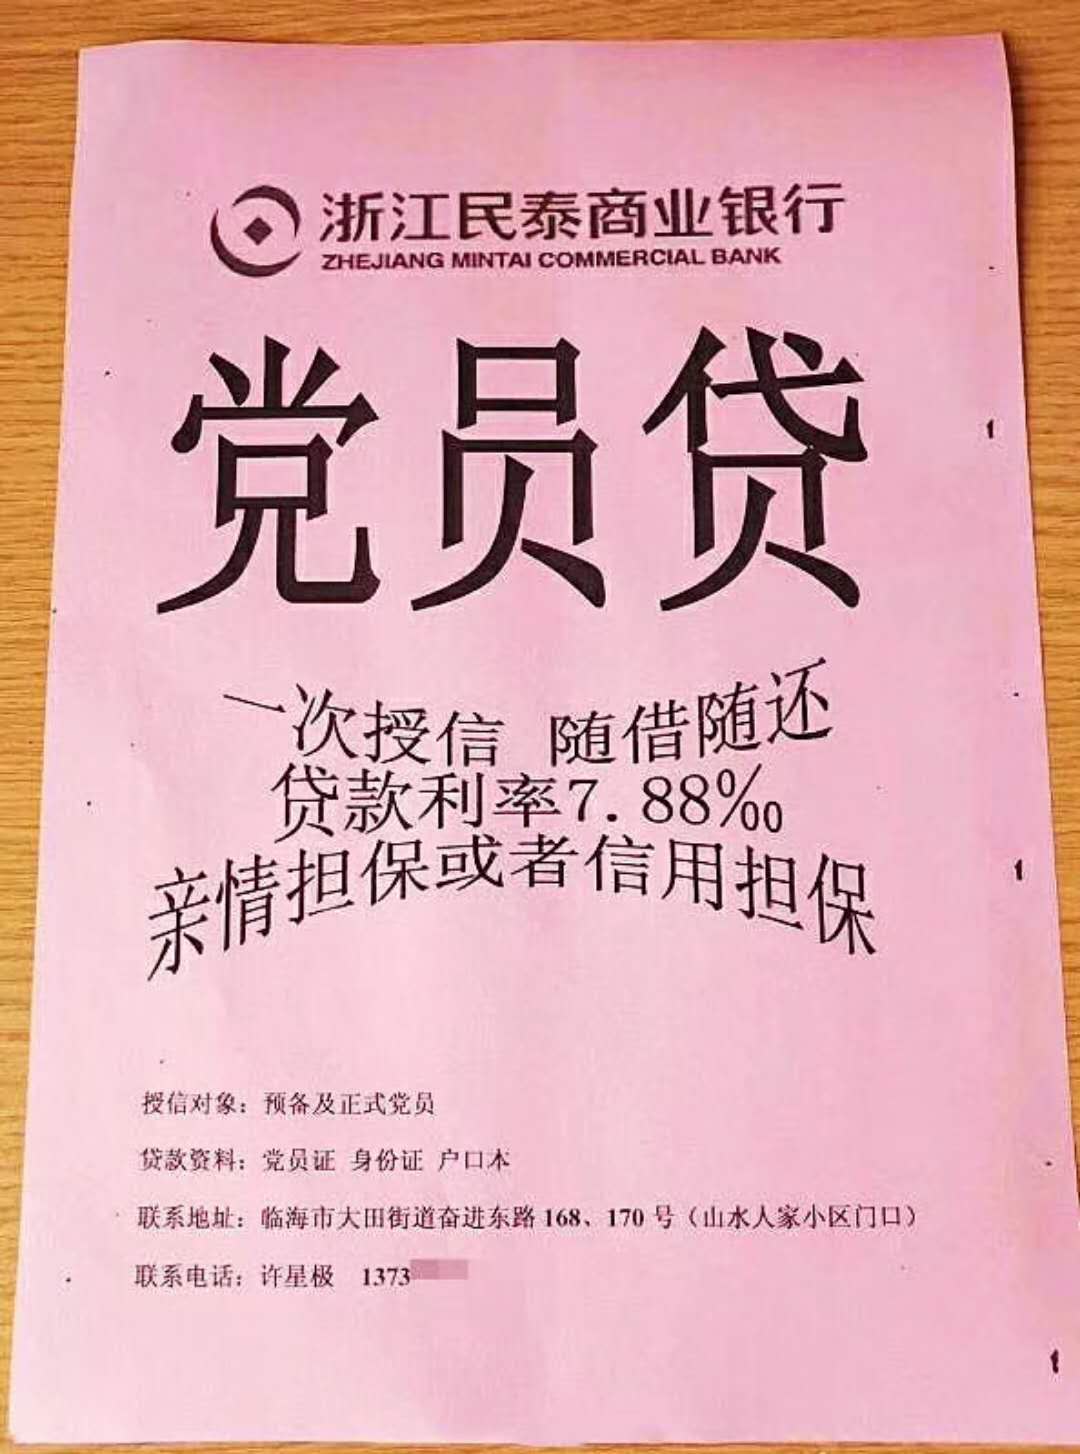 浙江民泰商业银行
ZHEJIANG MINTAI COMMERCIAL BANK
党员贷
一次授信 随借随还
贷款利率7.88‰
亲情担保或者信用担保
授信对象：预备及正式党员
贷款资料：党员证 身份证 户口本
联系地址：临海市大田街道奋进东路168、170号（山水人家小区门口）
联系电话：许星极 1373